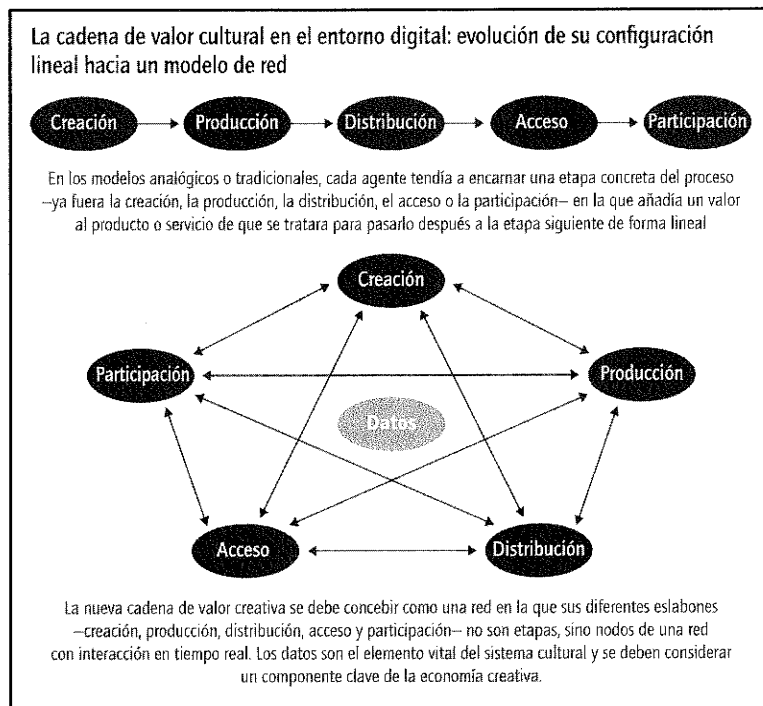 La cadena de valor cultural en el entorno digital: evolución de su configuración
lineal hacia un modelo de red
Creación Producción Distribución Acceso Participación
En los modelos analógicos o tradicionales, cada agente tendía a encarnar una etapa concreta del proceso
—ya fuera la creación, la producción, la distribución, el acceso o la participación— en la que añadía un valor
al producto o servicio de que se tratara para pasarlo después a la etapa siguiente de forma lineal
Creación
Participación
Producción
Datos
Acceso
Distribución
La nueva cadena de valor creativa se debe concebir como una red en la que sus diferentes eslabones
—creación, producción, distribución, acceso y participación— no son etapas, sino nodos de una red
con interacción en tiempo real. Los datos son el elemento vital del sistema cultural y se deben considerar
un componente clave de la economía creativa.